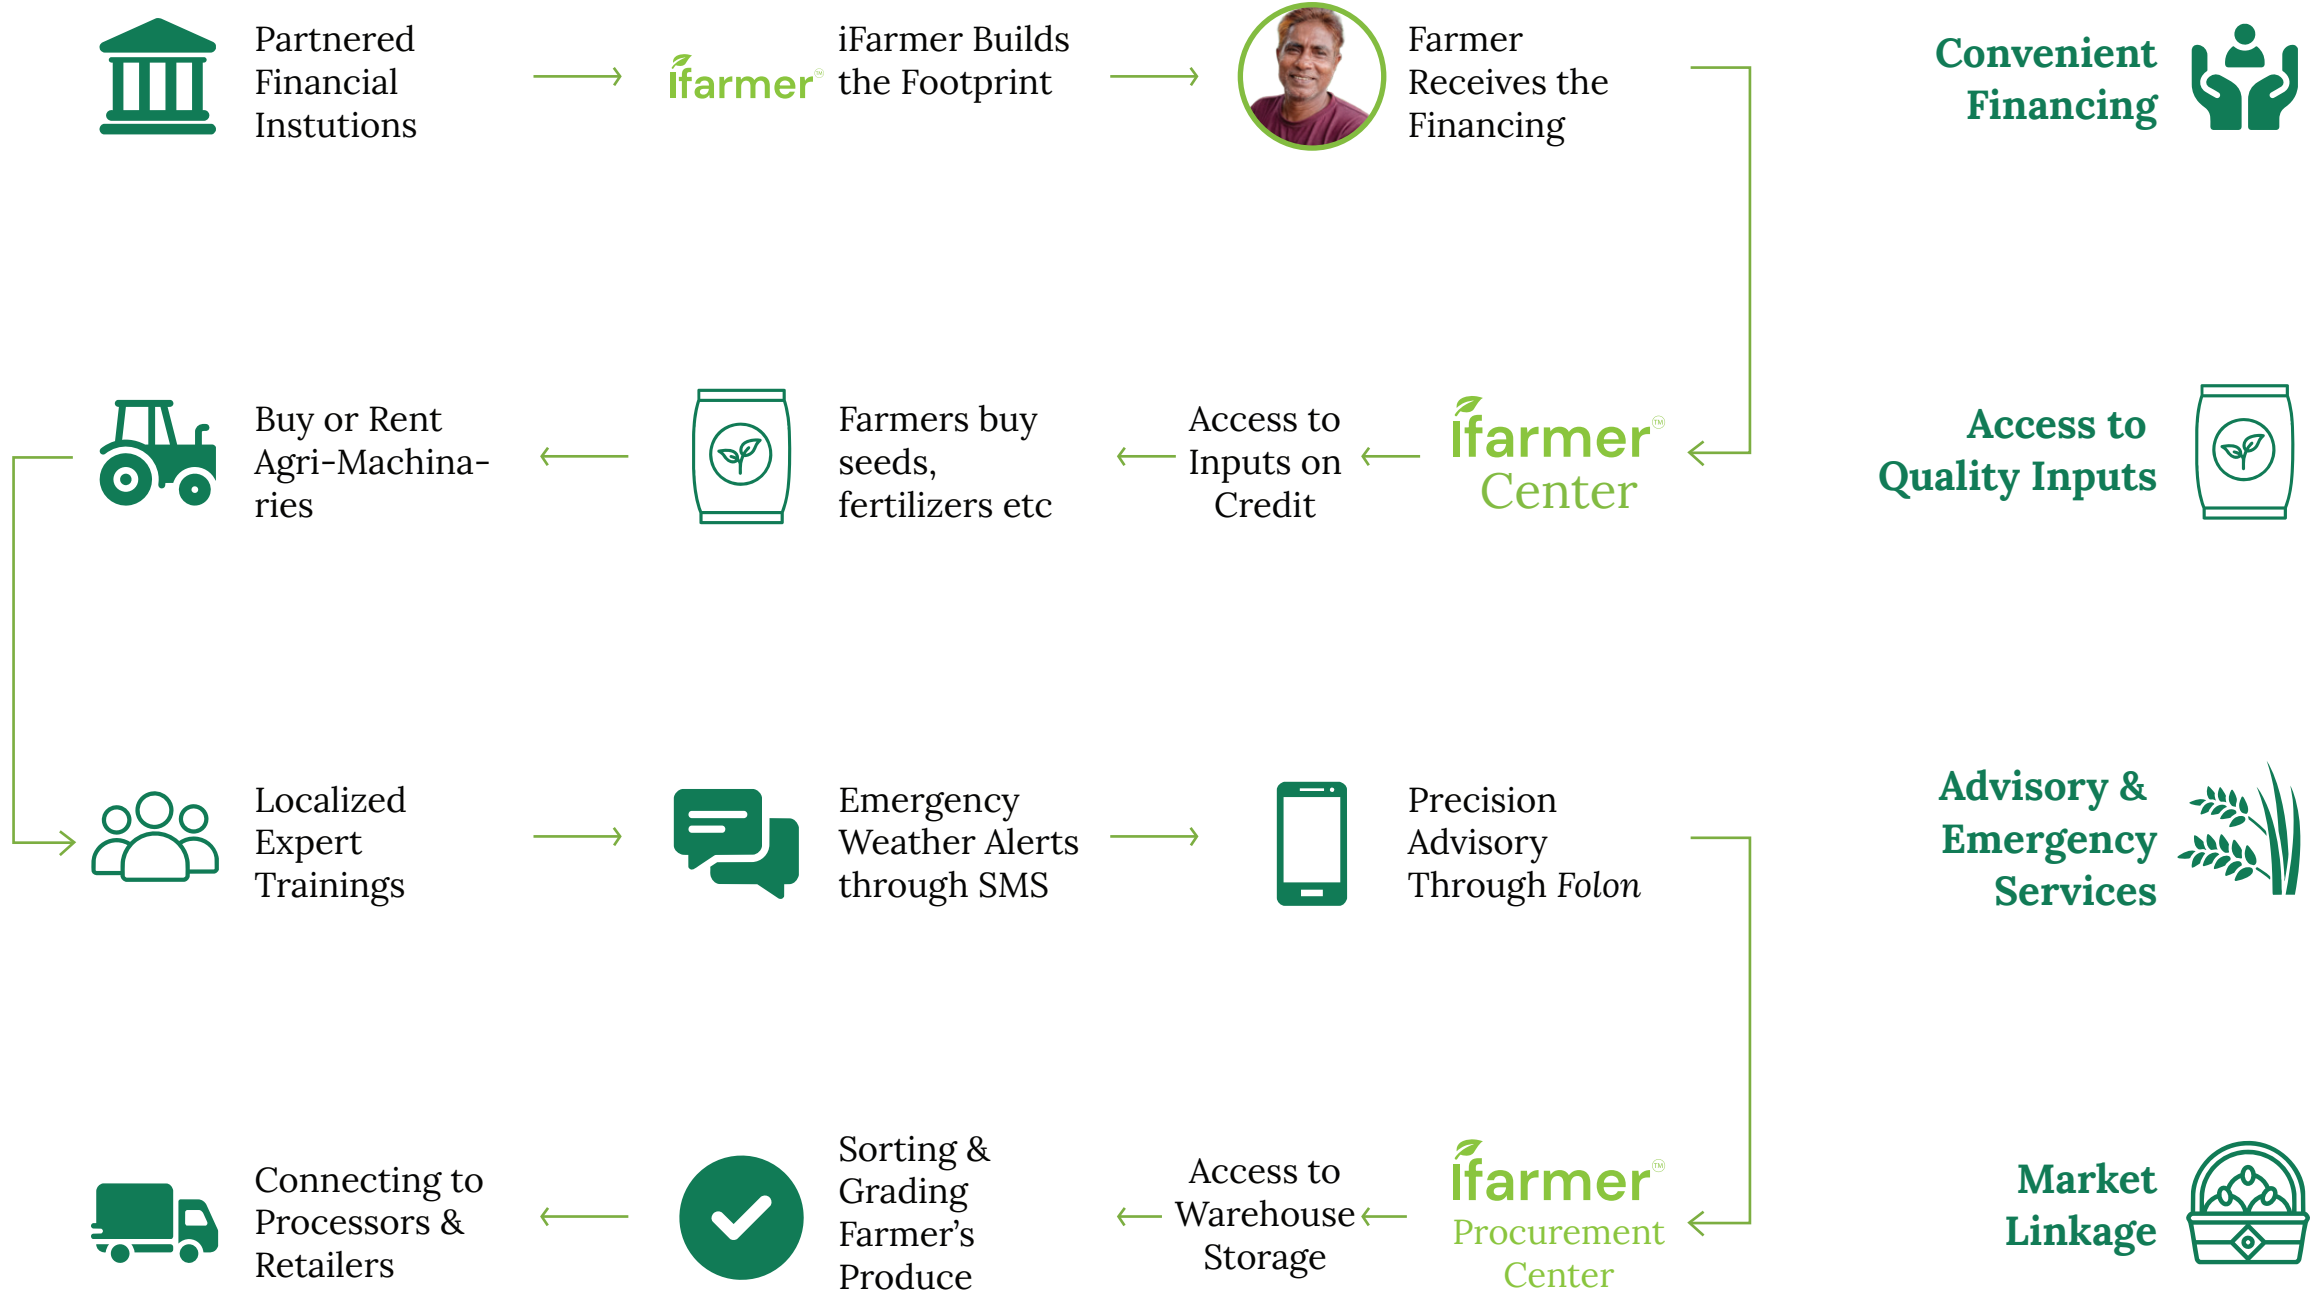 Partnered
Financial
Instutions
ifarmer™
iFarmer Builds
the Footprint
Farmer
Receives the
Financing
Convenient
Financing
Buy or Rent
Agri-Machina-
ries
Farmers buy
seeds,
fertilizers etc
Access to
Inputs on
Credit
ifarmer™
Center
Access to
Quality Inputs
Localized
Expert
Trainings
Emergency
Weather Alerts
through SMS
Precision
Advisory
Through Folon
Advisory &
Emergency
Services
Connecting to
Processors &
Retailers
Sorting &
Grading
Farmer’s
Produce
Access to
Warehouse
Storage
ifarmer™
Procurement
Center
Market
Linkage